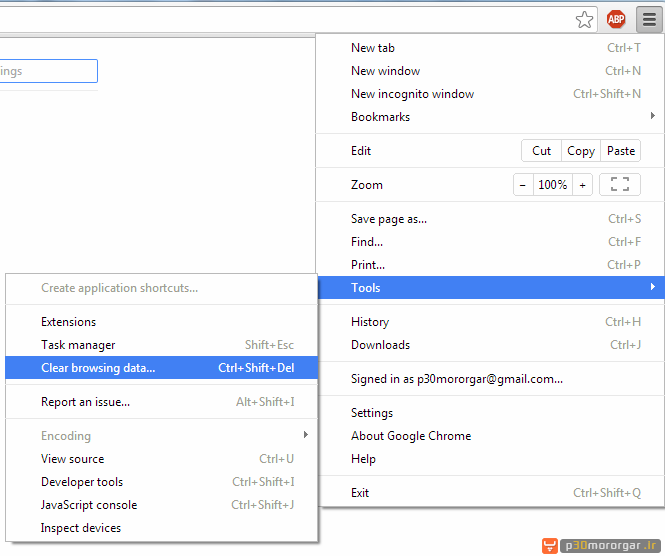 ings
New tab Ctrl+T
New window Ctrl+N
New incognito window Ctrl+Shift+N
Bookmarks
Edit Cut Copy Paste
Zoom − 100% +
Save page as... Ctrl+S
Find... Ctrl+F
Print... Ctrl+P
Tools
History Ctrl+H
Downloads Ctrl+J
Signed in as p30mororgar@gmail.com...
Settings
About Google Chrome
Help
Exit Ctrl+Shift+Q
Create application shortcuts...
Extensions
Task manager Shift+Esc
Clear browsing data... Ctrl+Shift+Del
Report an issue... Alt+Shift+I
Encoding
View source Ctrl+U
Developer tools Ctrl+Shift+I
JavaScript console Ctrl+Shift+J
Inspect devices
ABP
p30mororgar.ir